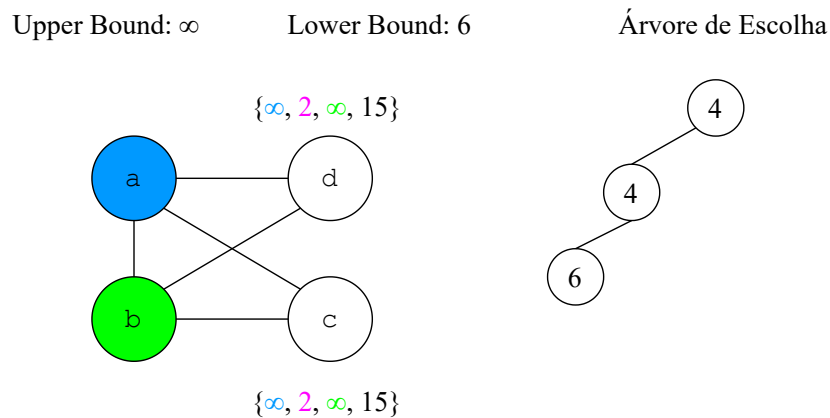 Upper Bound: ∞ Lower Bound: 6 Árvore de Escolha
{∞, 2, ∞, 15}
4
a d
4
6
b c
{∞, 2, ∞, 15}